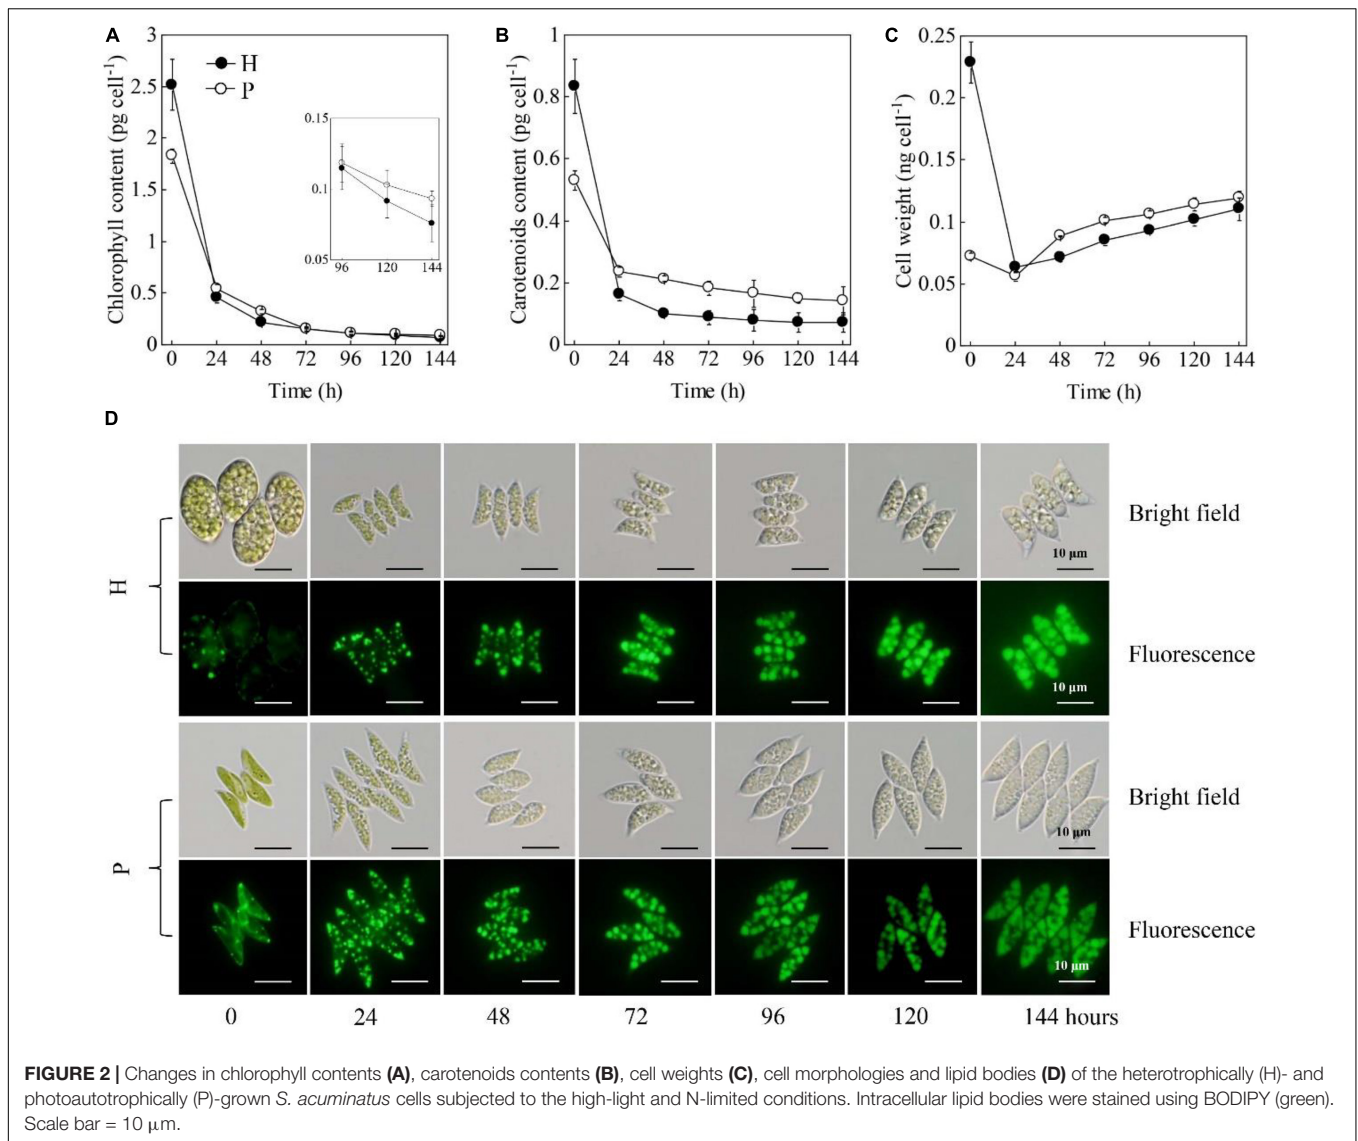 A
B
C
Chlorophyll content (pg cell-1)
3
2.5
2
1.5
1
0.5
0
H
P
0.15
0.1
0.05
96 120 144
0 24 48 72 96 120 144
Time (h)
Carotenoids content (pg cell-1)
1
0.8
0.6
0.4
0.2
0
0 24 48 72 96 120 144
Time (h)
Cell weight (ng cell-1)
0.25
0.2
0.15
0.1
0.05
0
0 24 48 72 96 120 144
Time (h)
D
H
10 μm
Bright field
10 μm
Fluorescence
P
10 μm
Bright field
10 μm
Fluorescence
0 24 48 72 96 120 144 hours
FIGURE 2 | Changes in chlorophyll contents (A), carotenoids contents (B), cell weights (C), cell morphologies and lipid bodies (D) of the heterotrophically (H)- and
photoautotrophically (P)-grown S. acuminatus cells subjected to the high-light and N-limited conditions. Intracellular lipid bodies were stained using BODIPY (green).
Scale bar = 10 μm.